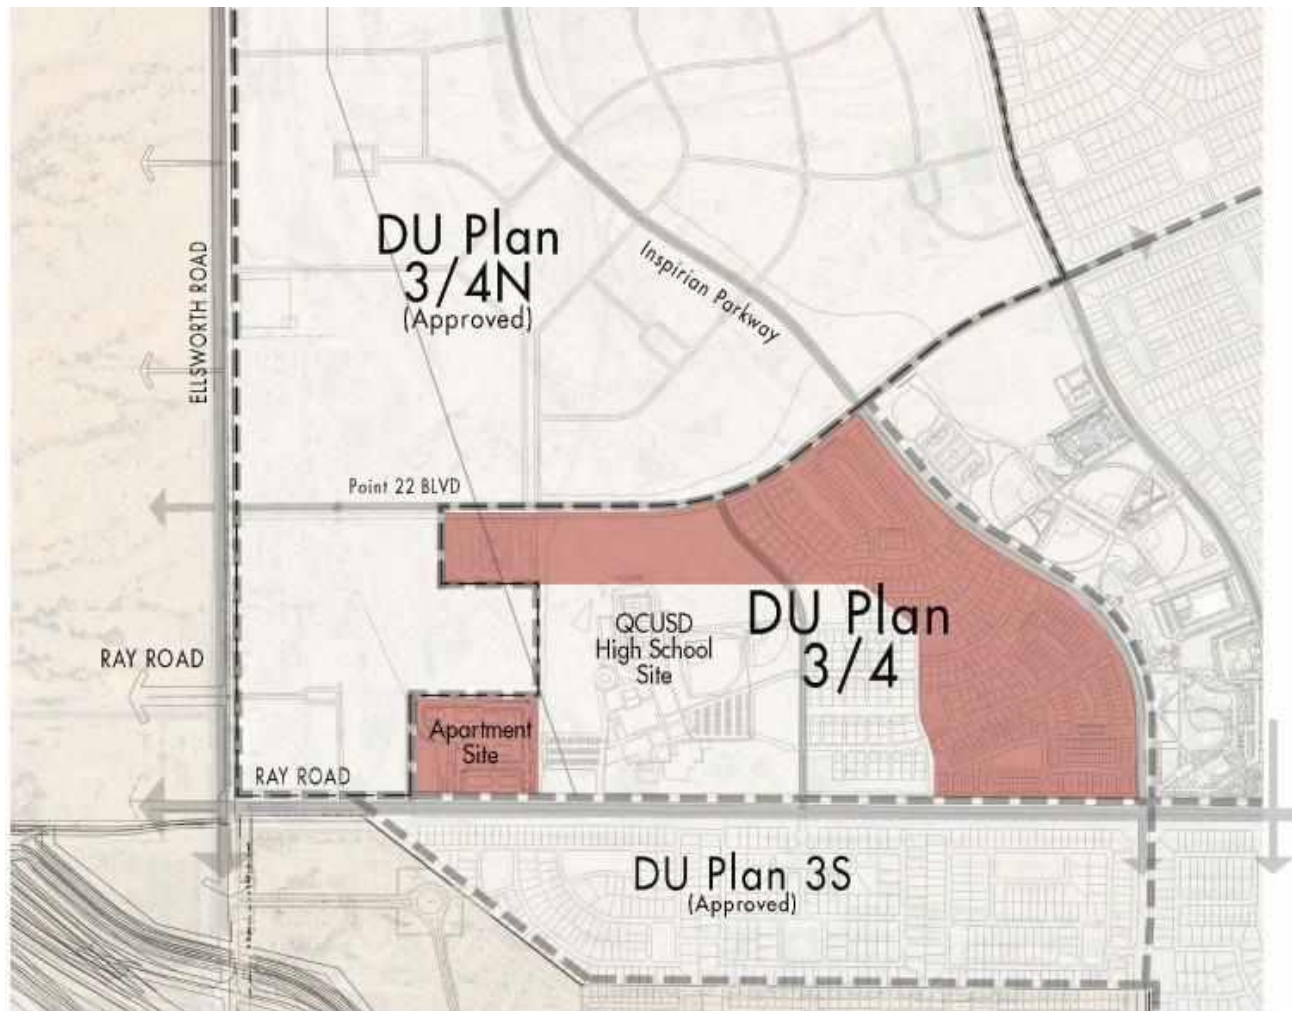 DU Plan
3/4N
(Approved)
Inspirian Parkway
ELLSWORTH ROAD
Point 22 BLVD
QCUSD
High School
Site
DU Plan
3/4
RAY ROAD
Apartment
Site
RAY ROAD
DU Plan 3S
(Approved)